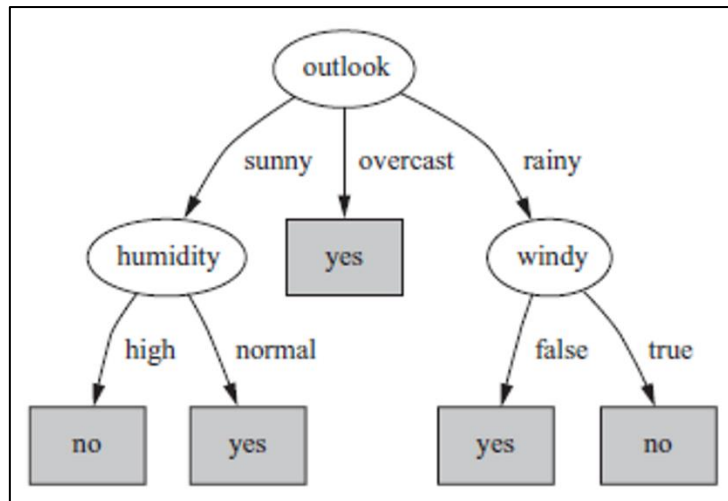 outlook
sunny overcast rainy
humidity yes windy
high normal false true
no yes yes no